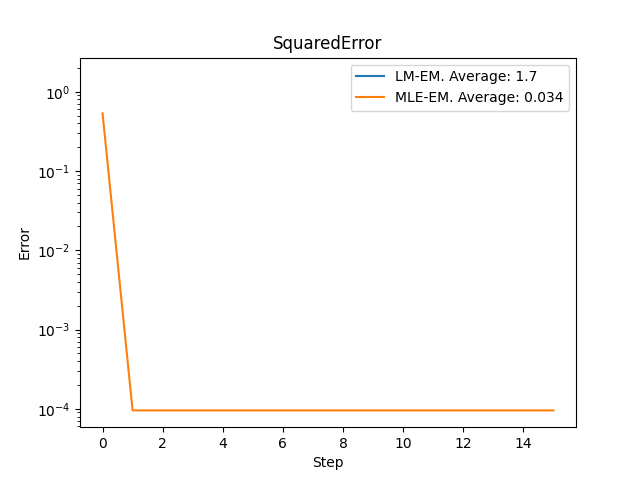 SquaredError
LM-EM. Average: 1.7
MLE-EM. Average: 0.034
10⁰
10⁻¹
10⁻²
10⁻³
10⁻⁴
Error
0 2 4 6 8 10 12 14
Step